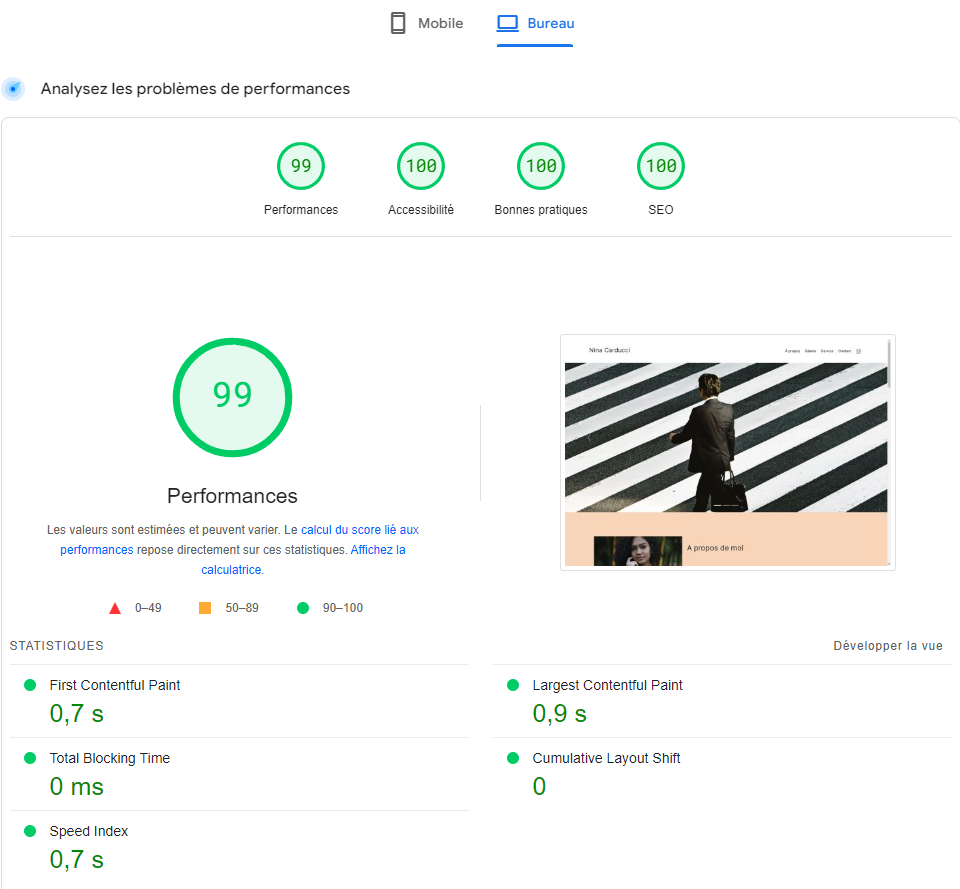 Mobile
Bureau
Analysez les problèmes de performances
99
100
100
100
Performances
Accessibilité
Bonnes pratiques
SEO
99
Performances
Les valeurs sont estimées et peuvent varier. Le calcul du score lié aux
performances repose directement sur ces statistiques. Affichez la
calculatrice.
0–49
50–89
90–100
Nina Carducci
A propos
Galerie
Service
Contact
A propos de moi
STATISTIQUES
Développer la vue
First Contentful Paint
0,7 s
Largest Contentful Paint
0,9 s
Total Blocking Time
0 ms
Cumulative Layout Shift
0
Speed Index
0,7 s